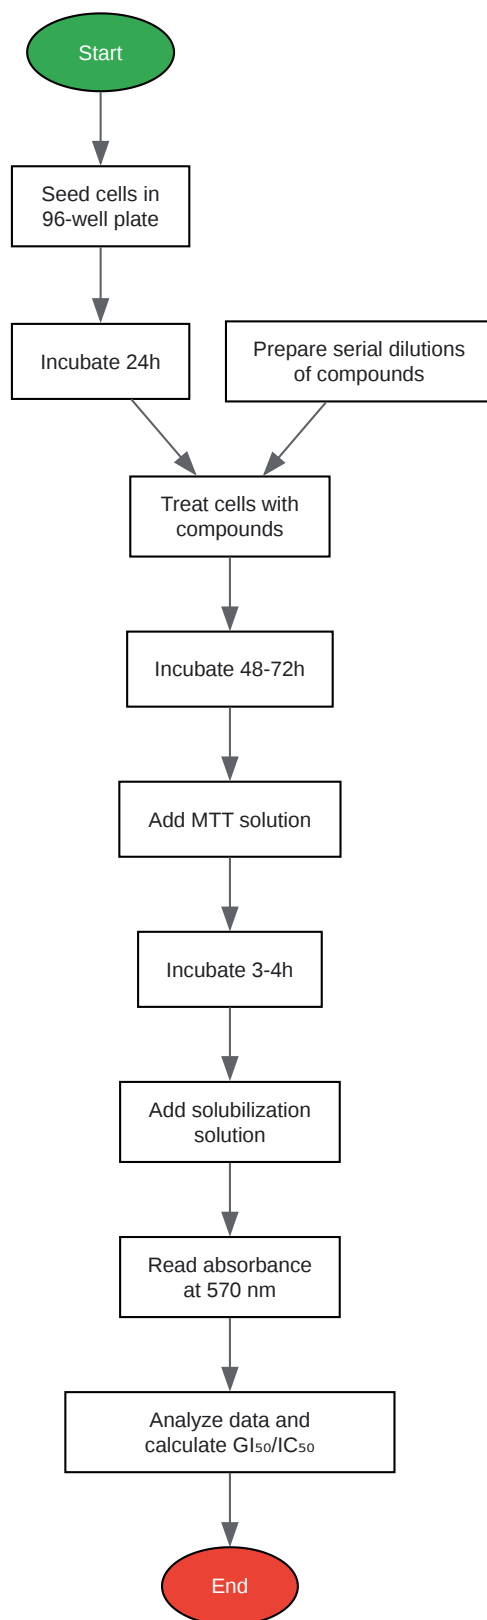 Start
Seed cells in
96-well plate
Incubate 24h
Prepare serial dilutions
of compounds
Treat cells with
compounds
Incubate 48-72h
Add MTT solution
Incubate 3-4h
Add solubilization
solution
Read absorbance
at 570 nm
Analyze data and
calculate GI₅₀/IC₅₀
End